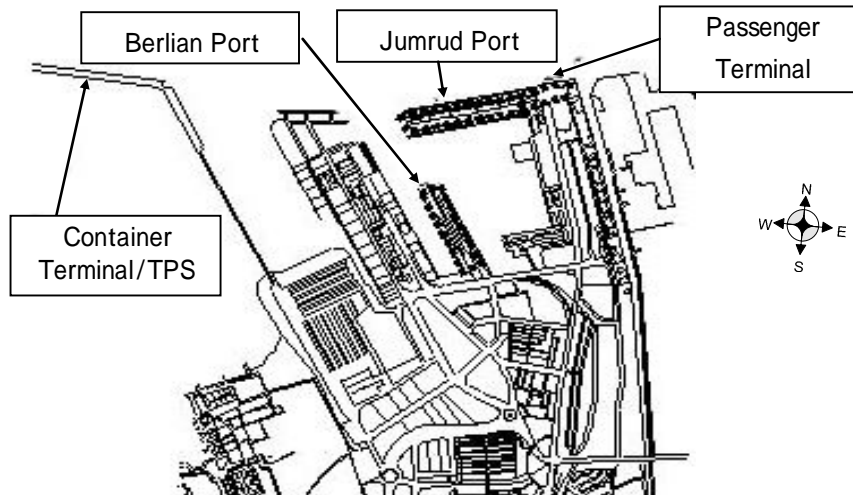 Berlian Port
Jumrud Port
Passenger
Terminal
Container
Terminal/TPS
N
W
E
S